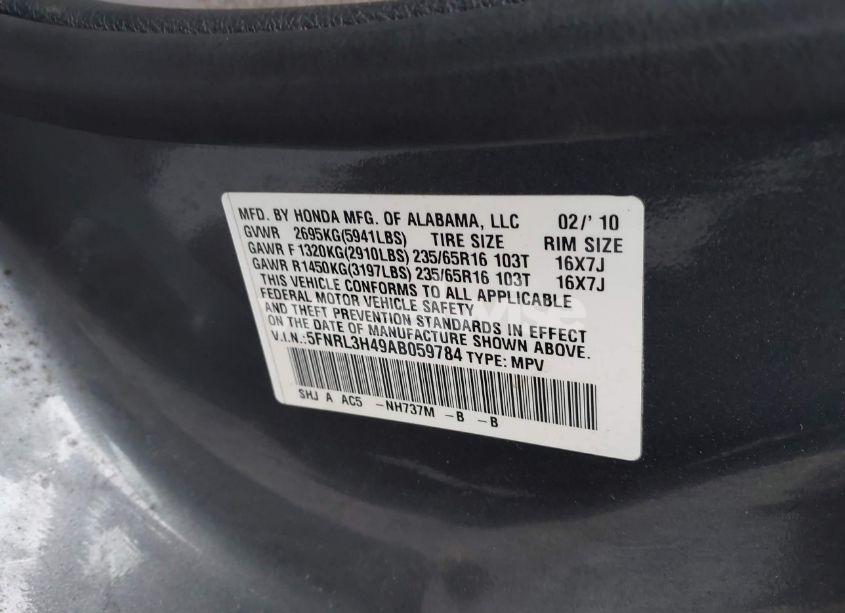 MFD. BY HONDA MFG. OF ALABAMA, LLC 02/' 10
GVWR 2695KG(5941LBS) TIRE SIZE RIM SIZE
GAWR F 1320KG(2910LBS) 235/65R16 103T 16X7J
GAWR R1450KG(3197LBS) 235/65R16 103T 16X7J
THIS VEHICLE CONFORMS TO ALL APPLICABLE
FEDERAL MOTOR VEHICLE SAFETY
AND THEFT PREVENTION STANDARDS IN EFFECT
ON THE DATE OF MANUFACTURE SHOWN ABOVE.
V.I.N.:5FNRL3H49AB059784 TYPE: MPV
SHJ A AC5 -NH737M -B -B